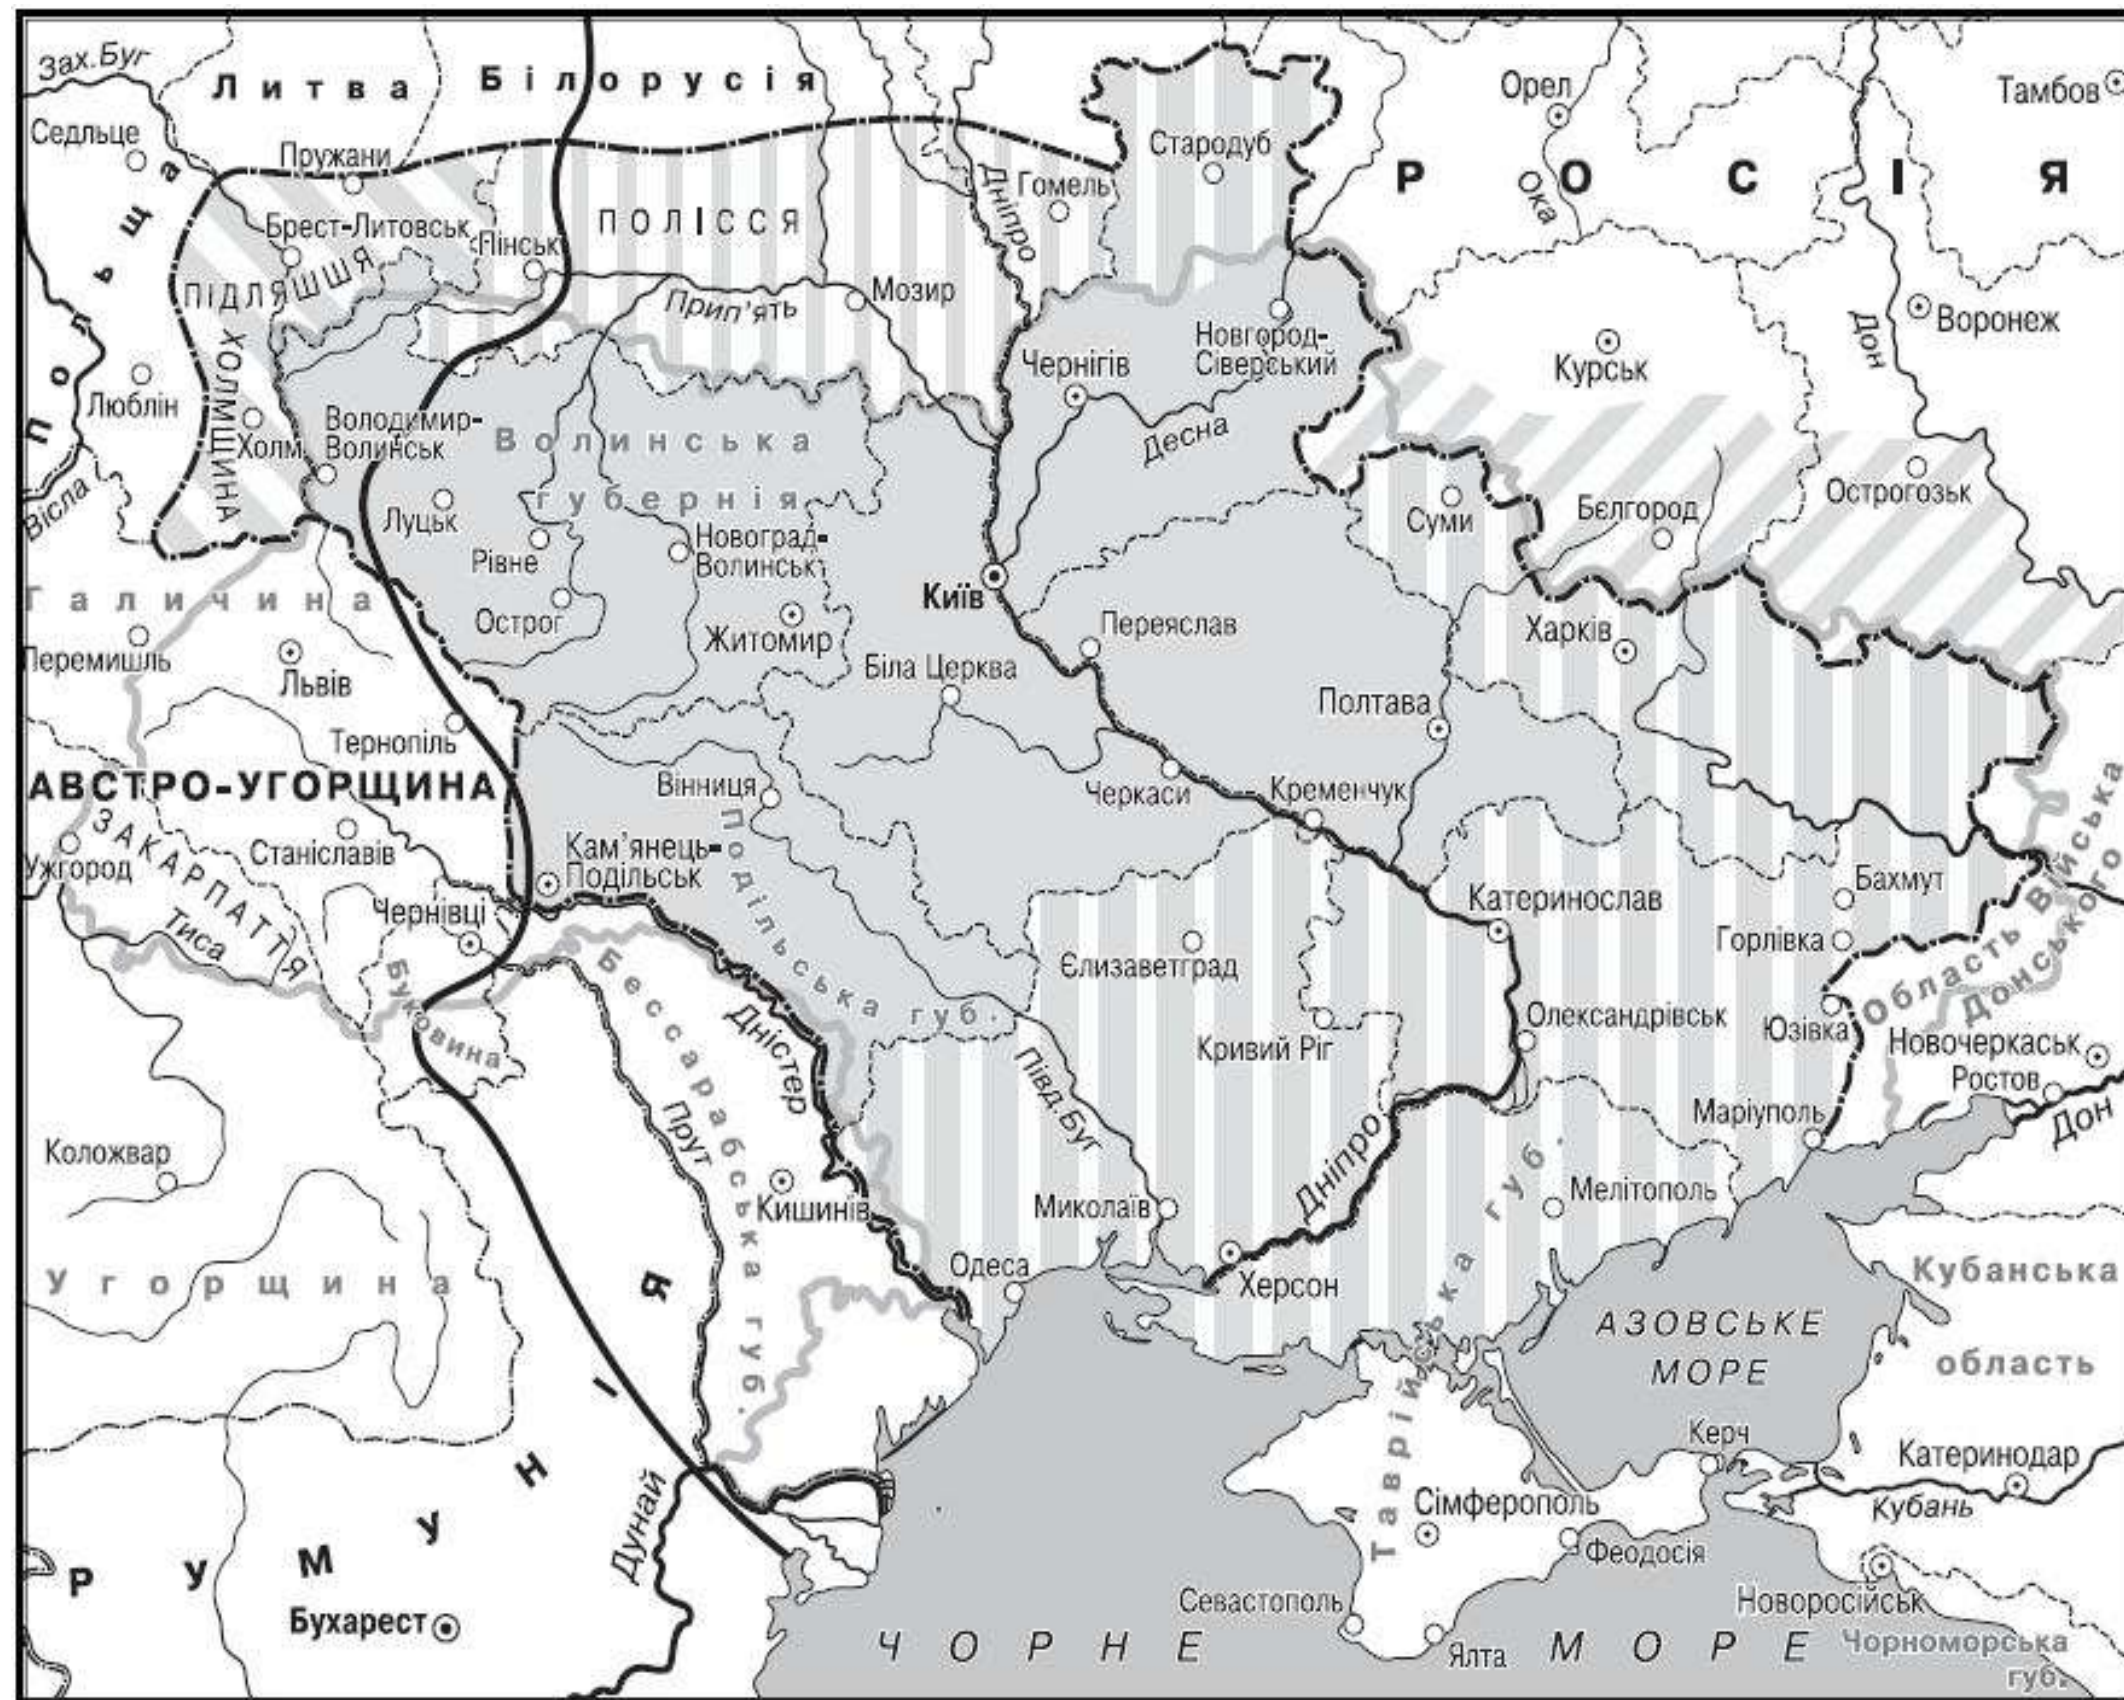 Зах.Буг
Литва
Білорусія
Орел
Тамбов
Седльце
Пружани
Стародуб
РОСІЯ
Польща
Гомель
Дніпро
Ока
ПОЛІССЯ
Брест-Литовськ
Пінськ
ПІДЛЯШШЯ
Прип’ять
Мозир
Новгород-
Сіверський
Воронеж
Дон
ХОЛМЩИНА
Чернігів
Курськ
Люблін
Холм
Володимир-
Волинськ
Волинська
губернія
Десна
Вісла
Луцьк
Суми
Бєлгород
Острогозьк
Рівне
Новоград-
Волинськ
Київ
Галичина
Острог
Житомир
Переяслав
Харків
Перемишль
Львів
Біла Церква
Полтава
Тернопіль
АВСТРО-УГОРЩИНА
Вінниця
Черкаси
Кременчук
ЗАКАРПАТТЯ
Ужгород
Станіславів
Кам’янець-
Подільськ
Подільська губ.
Катеринослав
Бахмут
Область Війська
Донського
Тиса
Чернівці
Горлівка
Єлизаветград
Буковина
Бессарабська губ.
Дністер
Кривий Ріг
Олександрівськ
Юзівка
Новочеркаськ
Ростов
Дон
Півд.Буг
Прут
Маріуполь
Коложвар
Кишинів
Миколаїв
Дніпро
Мелітополь
Таврійська губ.
Угорщина
Одеса
Херсон
АЗОВСЬКЕ
МОРЕ
Кубанська
область
Керч
Катеринодар
Кубань
Сімферополь
Феодосія
РУМУНІЯ
Дунай
Бухарест
Севастополь
Ялта
Новоросійськ
ЧОРНЕ МОРЕ
Чорноморська
губ.